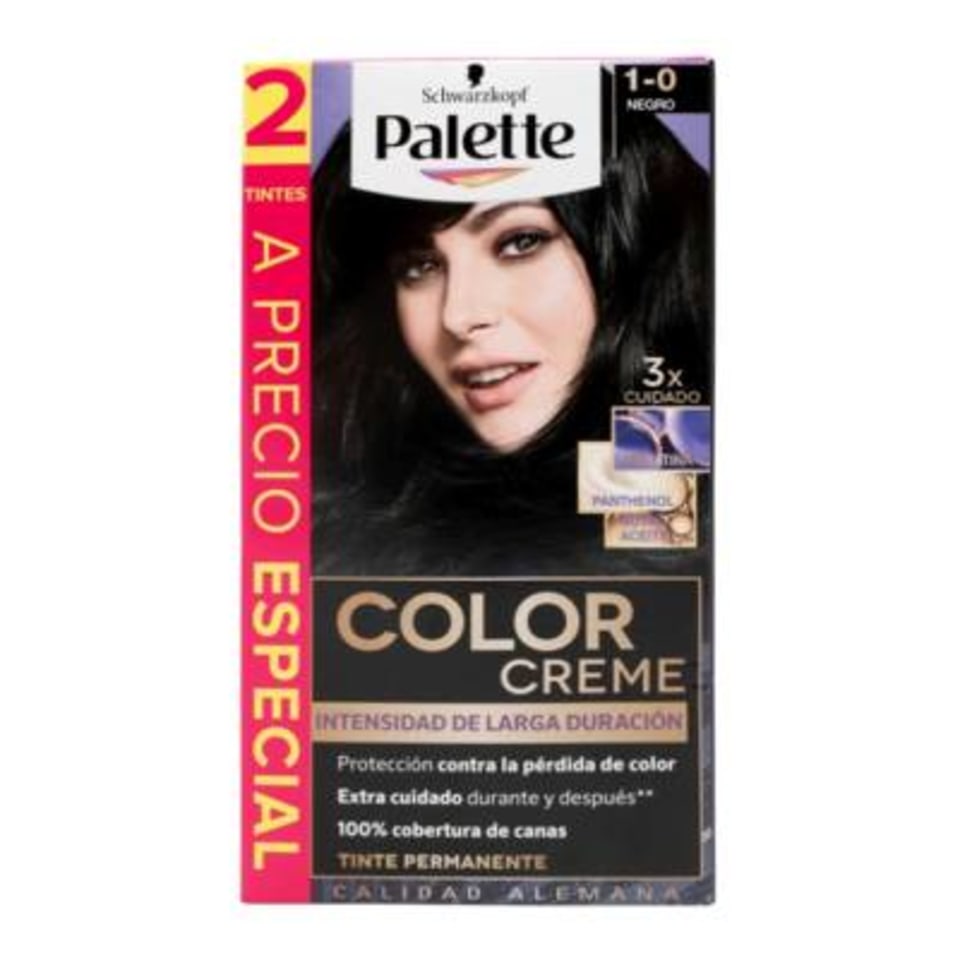 2
TINTES
A PRECIO ESPECIAL
Schwarzkopf
Palette
1-0
NEGRO
3x
CUIDADO
PANTHENOL
ACEITE
COLOR
CREME
INTENSIDAD DE LARGA DURACIÓN
Protección contra la pérdida de color
Extra cuidado durante y después**
100% cobertura de canas
TINTE PERMANENTE
CALIDAD ALEMANA